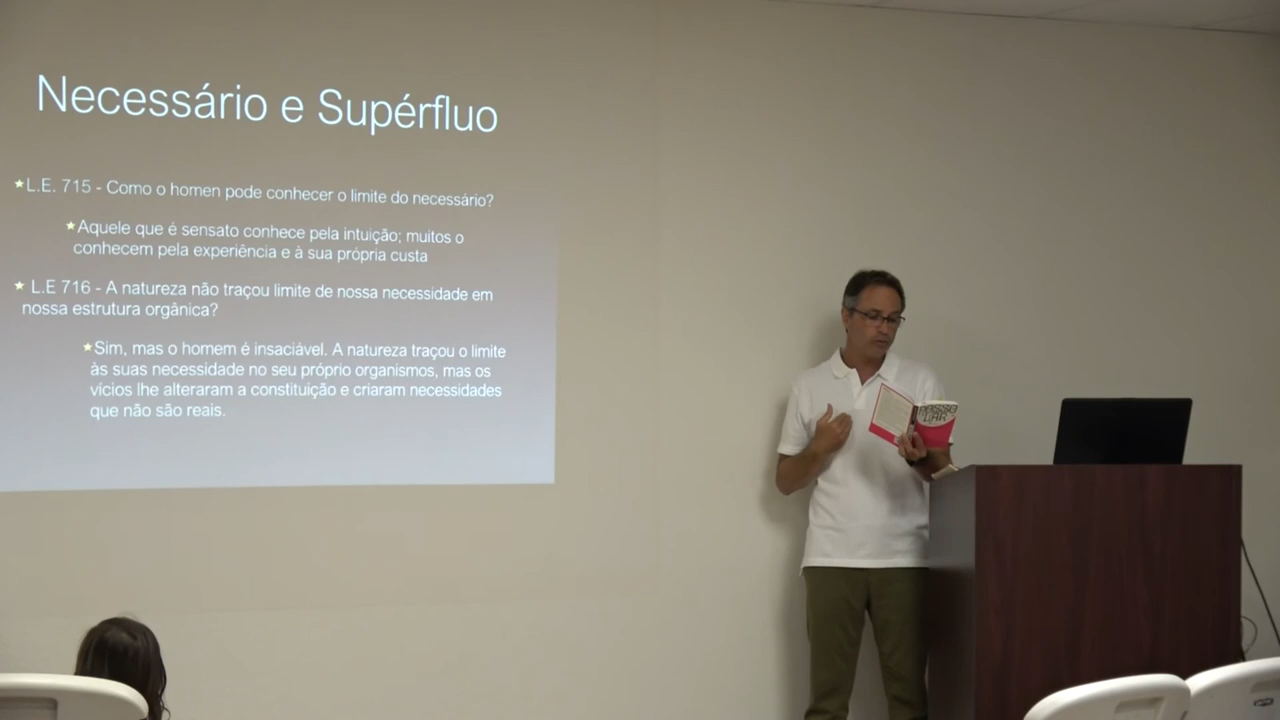 Necessário e Supérfluo
L.E. 715 - Como o homen pode conhecer o limite do necessário?
Aquele que é sensato conhece pela intuição; muitos o
conhecem pela experiência e à sua própria custa
L.E 716 - A natureza não traçou limite de nossa necessidade em
nossa estrutura orgânica?
Sim, mas o homem é insaciável. A natureza traçou o limite
às suas necessidade no seu próprio organismos, mas os
vícios lhe alteraram a constituição e criaram necessidades
que não são reais.
NOSSO
LAR